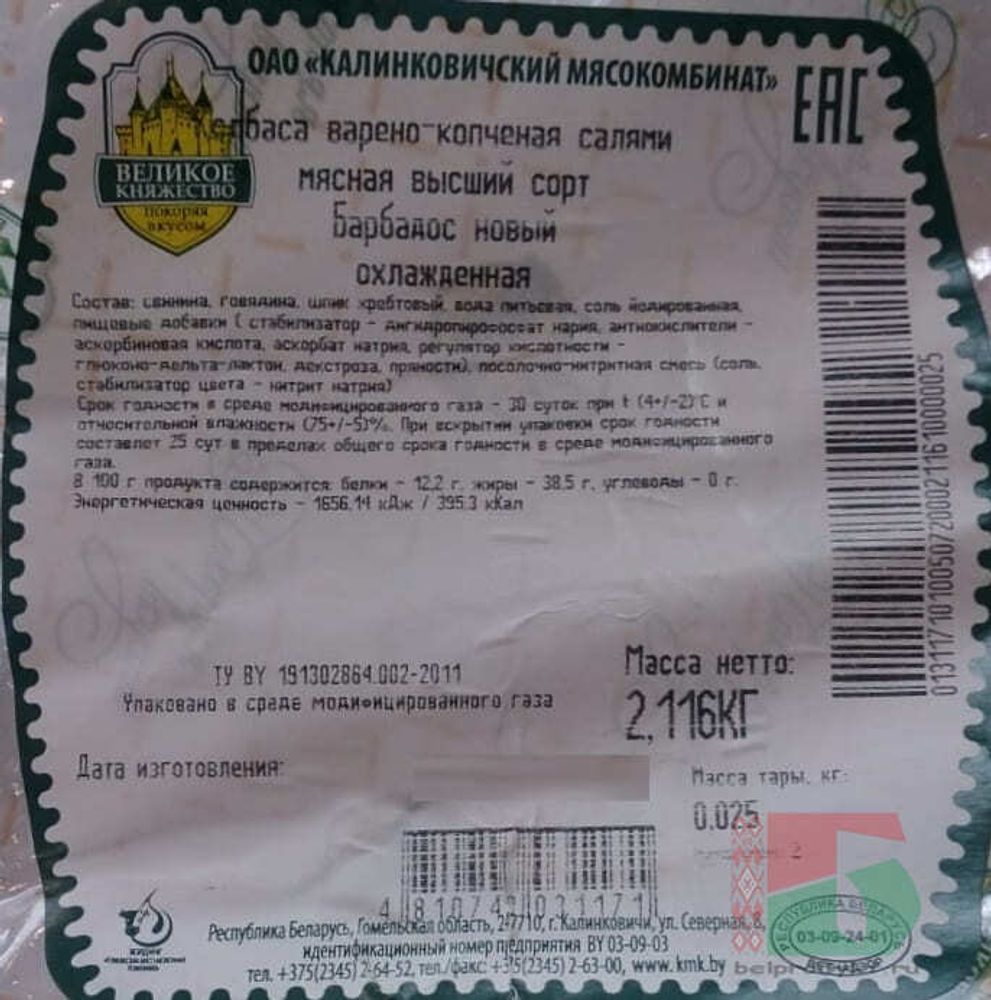 ОАО «КАЛИНКОВИЧСКИЙ МЯСОКОМБИНАТ»
ЕАС
ВЕЛИКОЕ
КНЯЖЕСТВО
покоряя
вкусом
варено-копченая салями
мясная высший сорт
Барбадос новый
охлажденная
Состав: свинина, говядина, шпик хребтовый, вода питьевая, соль йодированная,
пищевые добавки ( стабилизатор - антиокислители -
аскорбиновая кислота, аскорбат натрия, регулятор кислотности -
глюконо-дельта-лактон, декстроза, пряности), посолочно-нитритная смесь (соль,
стабилизатор цвета - нитрит натрия)
Срок годности в среде модифицированного газа - 30 суток при t (4+/-2)°С и
относительной влажности (75+/-5)%. При вскрытии упаковки срок годности
составляет 25 сут в пределах общего срока годности в среде модифицированного
газа.
В 100 г продукта содержится: белки - 12.2 г, жиры - 38.5 г, углеводы - 0 г.
Энергетическая ценность - 1656.14 кДж / 395.3 кКал
ТУ BY 191302864.002-2011
Упаковано в среде модифицированного газа
Масса нетто:
2,116КГ
Дата изготовления:
Масса тары, кг:
0.025
Республика Беларусь, Гомельская область, 247710, г. Калинковичи, ул. Северная, 8,
идентификационный номер предприятия BY 03-09-03
тел. +375(2345) 2-64-52, тел./факс +375(2345) 2-63-00, www.kmk.by
РЕСПУБЛИКА БЕЛАРУСЬ
03-09-24-01
ВЕТНАДЗОР